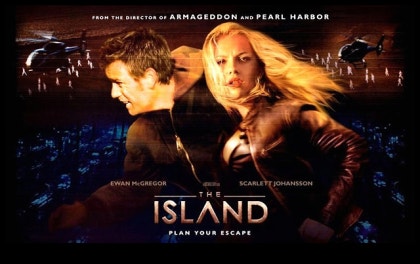 FROM THE DIRECTOR OF ARMAGEDDON AND PEARL HARBOR
EWAN McGREGOR
SCARLETT JOHANSSON
THE
ISLAND
PLAN YOUR ESCAPE